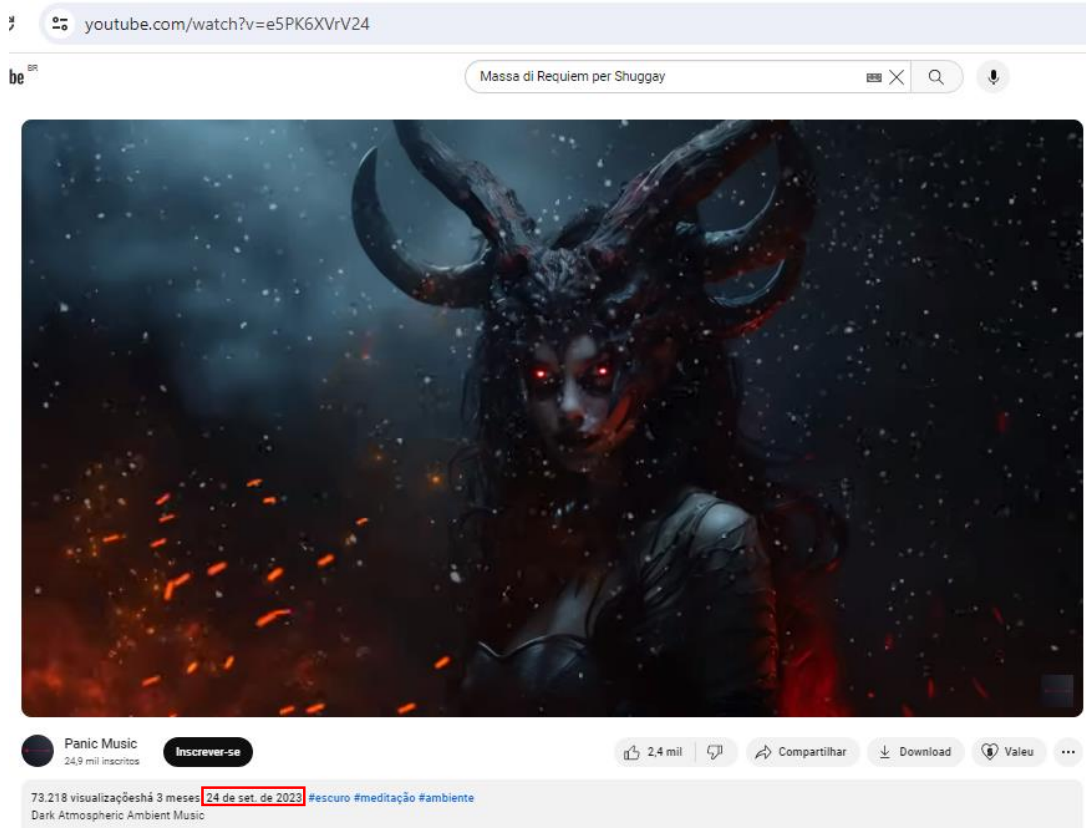 youtube.com/watch?v=e5PK6XVrV24
be BR
Massa di Requiem per Shuggay
Panic Music
24,9 mil inscritos
Inscrever-se
2,4 mil
Compartilhar
Download
Valeu
73.218 visualizaçõeshá 3 meses 24 de set. de 2023 #escuro #meditação #ambiente
Dark Atmospheric Ambient Music